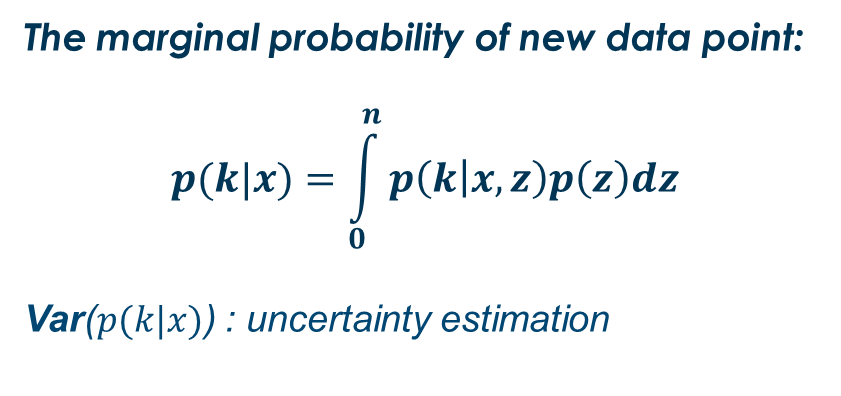 The marginal probability of new data point:
n
p(k|x) = ∫ p(k|x, z)p(z)dz
0
Var(p(k|x)) : uncertainty estimation